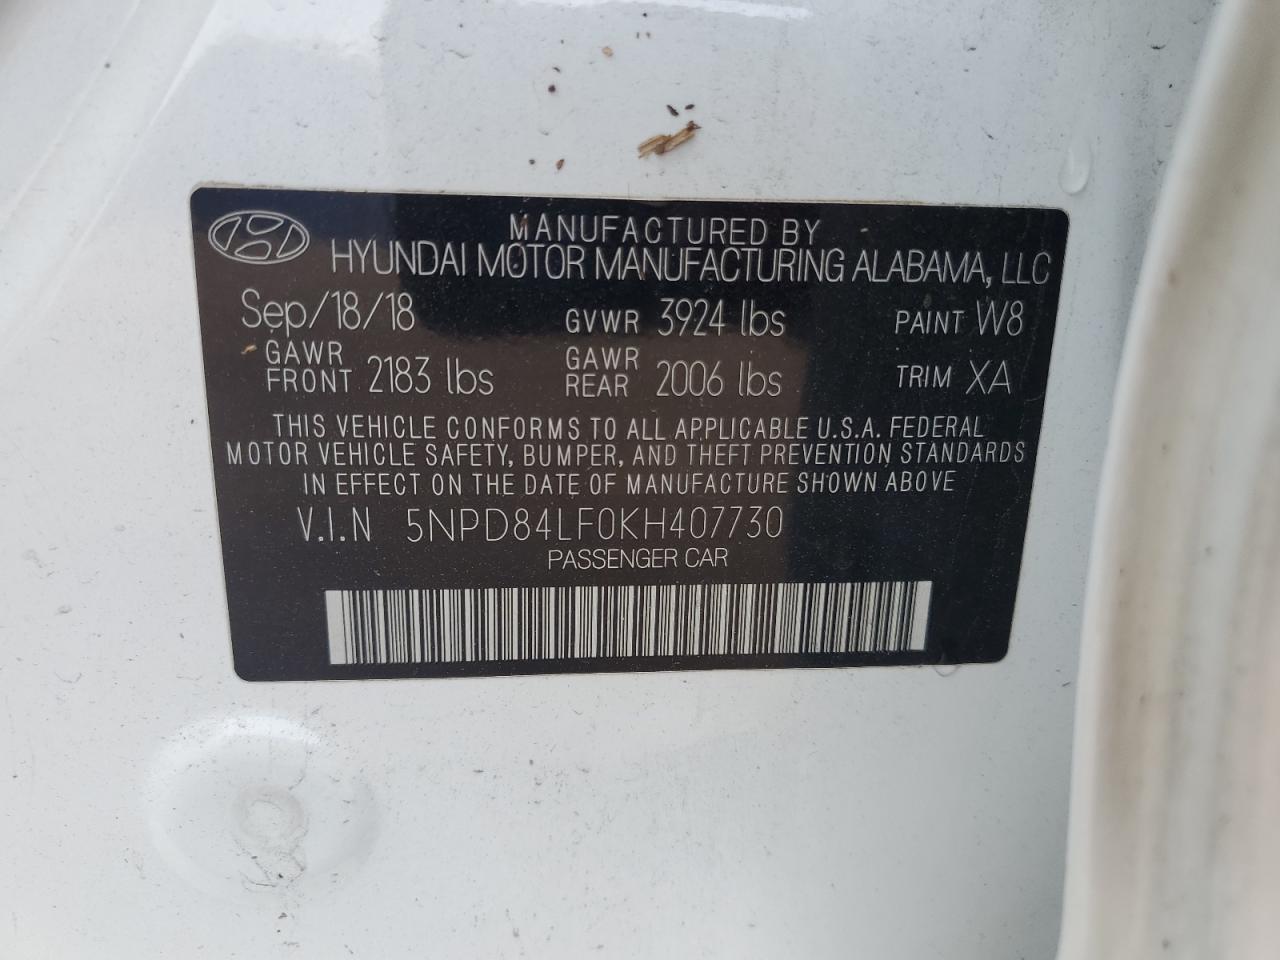 MANUFACTURED BY
HYUNDAI MOTOR MANUFACTURING ALABAMA, LLC
Sep/18/18 GVWR 3924 lbs PAINT W8
GAWR FRONT 2183 lbs GAWR REAR 2006 lbs TRIM XA
THIS VEHICLE CONFORMS TO ALL APPLICABLE U.S.A. FEDERAL
MOTOR VEHICLE SAFETY, BUMPER, AND THEFT PREVENTION STANDARDS
IN EFFECT ON THE DATE OF MANUFACTURE SHOWN ABOVE
V.I.N 5NPD84LF0KH407730
PASSENGER CAR